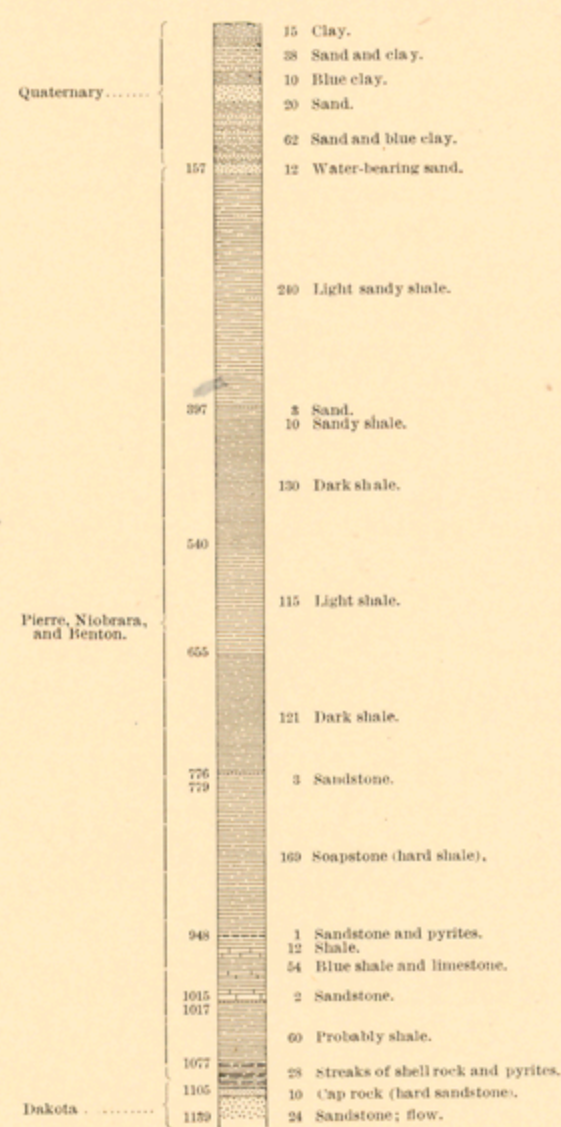 15 Clay.
38 Sand and clay.
10 Blue clay.
Quaternary.......
20 Sand.
62 Sand and blue clay.
157 12 Water-bearing sand.
240 Light sandy shale.
397 3 Sand.
10 Sandy shale.
130 Dark shale.
540
115 Light shale.
Pierre, Niobrara,
and Benton.
655
121 Dark shale.
776 3 Sandstone.
779
169 Soapstone (hard shale).
948 1 Sandstone and pyrites.
12 Shale.
54 Blue shale and limestone.
1015 2 Sandstone.
1017
60 Probably shale.
1077
28 Streaks of shell rock and pyrites.
1105
10 Cap rock (hard sandstone).
Dakota ..........
1139 24 Sandstone; flow.